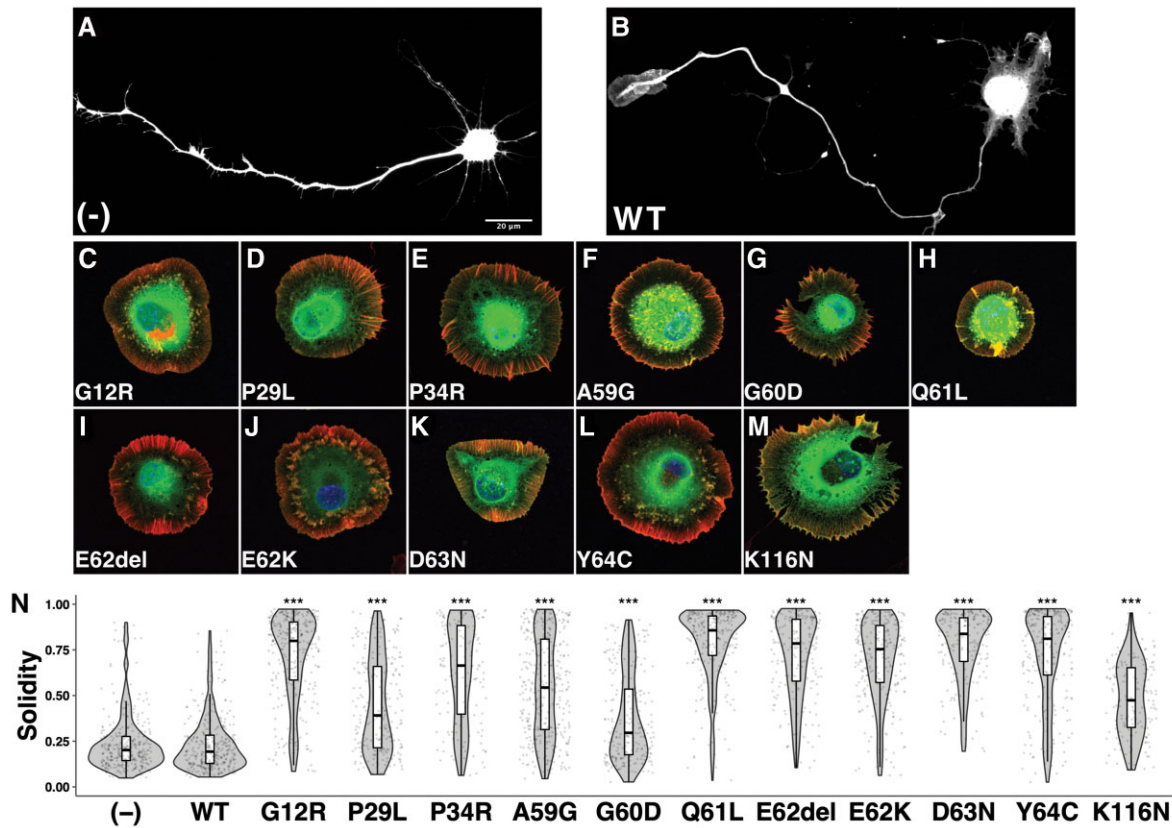 A
B
(-)
20 µm
WT
C
D
E
F
G
H
G12R
P29L
P34R
A59G
G60D
Q61L
I
J
K
L
M
E62del
E62K
D63N
Y64C
K116N
N
*** *** *** *** *** *** *** *** *** *** ***
1.00
0.75
0.50
0.25
0.00
Solidity
(–) WT G12R P29L P34R A59G G60D Q61L E62del E62K D63N Y64C K116N